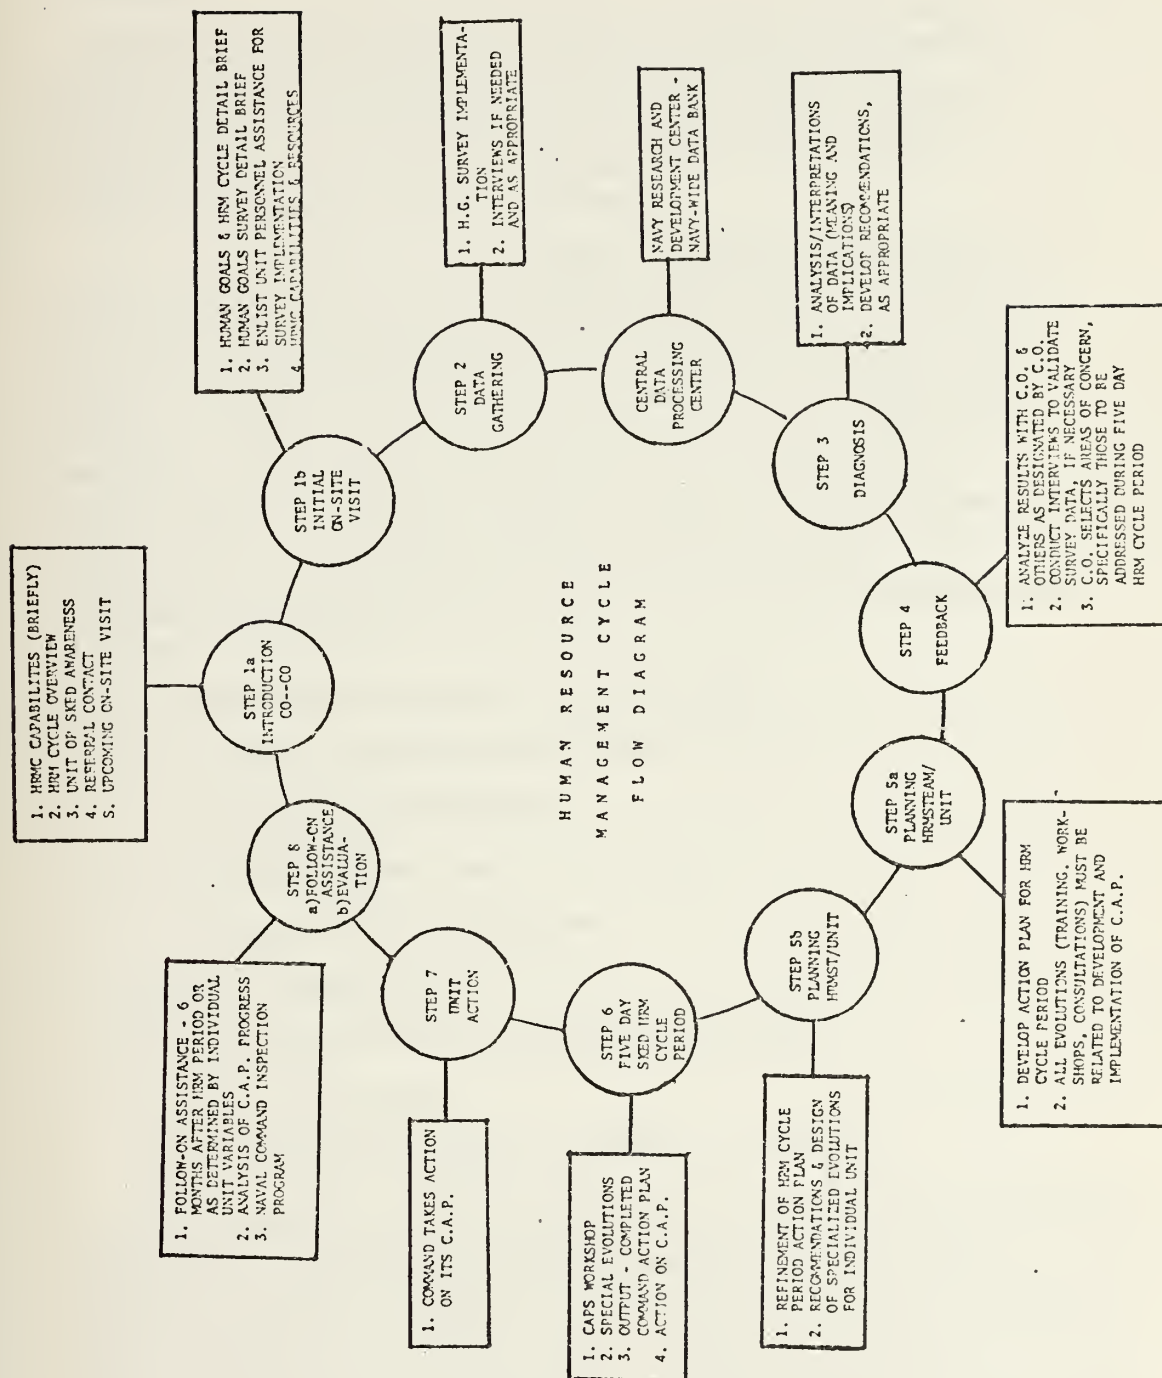 HUMAN RESOURCE
MANAGEMENT CYCLE
FLOW DIAGRAM
STEP 1a
INTRODUCTION
CO--CO
1. HRMC CAPABILITES (BRIEFLY)
2. HRM CYCLE OVERVIEW
3. UNIT OF SKED AWARENESS
4. REFERRAL CONTACT
5. UPCOMING ON-SITE VISIT
STEP 1b
INITIAL
ON-SITE
VISIT
1. HUMAN GOALS & HRM CYCLE DETAIL BRIEF
2. HUMAN GOALS SURVEY DETAIL BRIEF
3. ENLIST UNIT PERSONNEL ASSISTANCE FOR
SURVEY IMPLEMENTATION
4. HRMC CAPABILITIES & RESOURCES
STEP 2
DATA
GATHERING
1. H.G. SURVEY IMPLEMENTA-
TION
2. INTERVIEWS IF NEEDED
AND AS APPROPRIATE
CENTRAL
DATA
PROCESSING
CENTER
NAVY RESEARCH AND
DEVELOPMENT CENTER -
NAVY-WIDE DATA BANK
STEP 3
DIAGNOSIS
1. ANALYSIS/INTERPRETATIONS
OF DATA (MEANING AND
IMPLICATIONS)
2. DEVELOP RECOMMENDATIONS,
AS APPROPRIATE
STEP 4
FEEDBACK
1. ANALYZE RESULTS WITH C.O. &
OTHERS AS DESIGNATED BY C.O.
2. CONDUCT INTERVIEWS TO VALIDATE
SURVEY DATA, IF NECESSARY
3. C.O. SELECTS AREAS OF CONCERN,
SPECIFICALLY THOSE TO BE
ADDRESSED DURING FIVE DAY
HRM CYCLE PERIOD
STEP 5a
PLANNING
HRMSTEAM/
UNIT
1. DEVELOP ACTION PLAN FOR HRM
CYCLE PERIOD
2. ALL EVOLUTIONS (TRAINING, WORK-
SHOPS, CONSULTATIONS) MUST BE
RELATED TO DEVELOPMENT AND
IMPLEMENTATION OF C.A.P.
STEP 5b
PLANNING
HRMST/UNIT
1. REFINEMENT OF HRM CYCLE
PERIOD ACTION PLAN
2. RECOMMENDATIONS & DESIGN
OF SPECIALIZED EVOLUTIONS
FOR INDIVIDUAL UNIT
STEP 6
FIVE DAY
SKED HRM
CYCLE
PERIOD
1. CAPS WORKSHOP
2. SPECIAL EVOLUTIONS
3. OUTPUT - COMPLETED
COMMAND ACTION PLAN
4. ACTION ON C.A.P.
STEP 7
UNIT
ACTION
1. COMMAND TAKES ACTION
ON ITS C.A.P.
STEP 8
a)FOLLOW-ON
ASSISTANCE
b)EVALUA-
TION
1. FOLLOW-ON ASSISTANCE - 6
MONTHS AFTER HRM PERIOD OR
AS DETERMINED BY INDIVIDUAL
UNIT VARIABLES
2. ANALYSIS OF C.A.P. PROGRESS
3. NAVAL COMMAND INSPECTION
PROGRAM